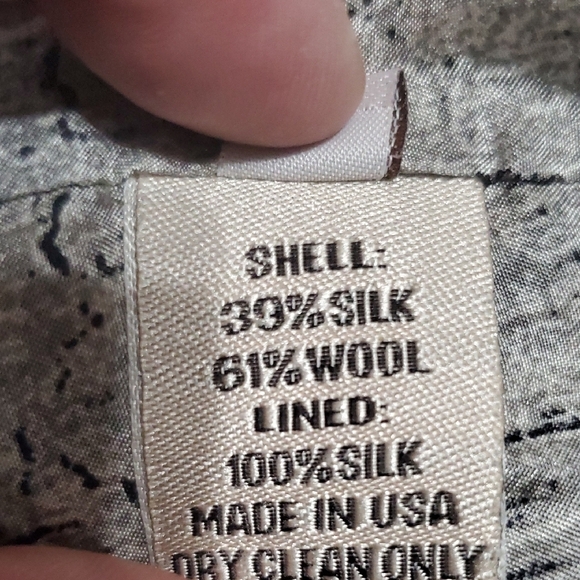 SHELL:
39% SILK
61% WOOL
LINED:
100% SILK
MADE IN USA
DRY CLEAN ONLY